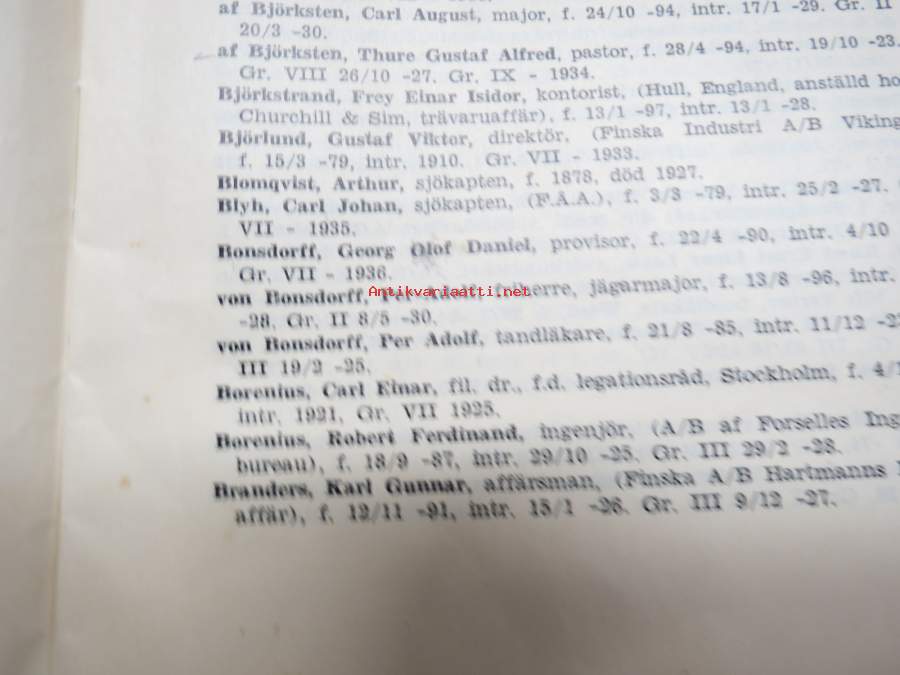 af Björksten, Carl August, major, f. 24/10 -94, intr. 17/1 -29. Gr. II
20/3 -30.
af Björksten, Thure Gustaf Alfred, pastor, f. 28/4 -94, intr. 19/10 -23.
Gr. VIII 26/10 -27. Gr. IX - 1934.
Björkstrand, Frey Einar Isidor, kontorist, (Hull, England, anställd ho
Churchill & Sim, trävaruaffär), f. 13/1 -97, intr. 13/1 -28.
Björlund, Gustaf Viktor, direktör, (Finska Industri A/B Viking
f. 15/3 -79, intr. 1910. Gr. VII - 1933.
Blomqvist, Arthur, sjökapten, f. 1878, död 1927.
Blyh, Carl Johan, sjökapten, (F.Å.A.), f. 3/3 -79, intr. 25/2 -27.
VII - 1935.
Bonsdorff, Georg Olof Daniel, provisor, f. 22/4 -90, intr. 4/10
Gr. VII - 1936.
von Bonsdorff, friherre, jägarmajor, f. 13/8 -96, intr.
Antikvariaatti.net
-28. Gr. II 8/5 -30.
von Bonsdorff, Per Adolf, tandläkare, f. 21/8 -85, intr. 11/12
III 19/2 -25.
Borenius, Carl Einar, fil. dr., f.d. legationsråd, Stockholm, f. 4/1
intr. 1921, Gr. VII 1925.
Borenius, Robert Ferdinand, ingenjör, (A/B af Forselles Ing
bureau), f. 18/9 -87, intr. 29/10 -25. Gr. III 29/2 -28.
Branders, Karl Gunnar, affärsman, (Finska A/B Hartmanns
affär), f. 12/11 -91, intr. 15/1 -26. Gr. III 9/12 -27.